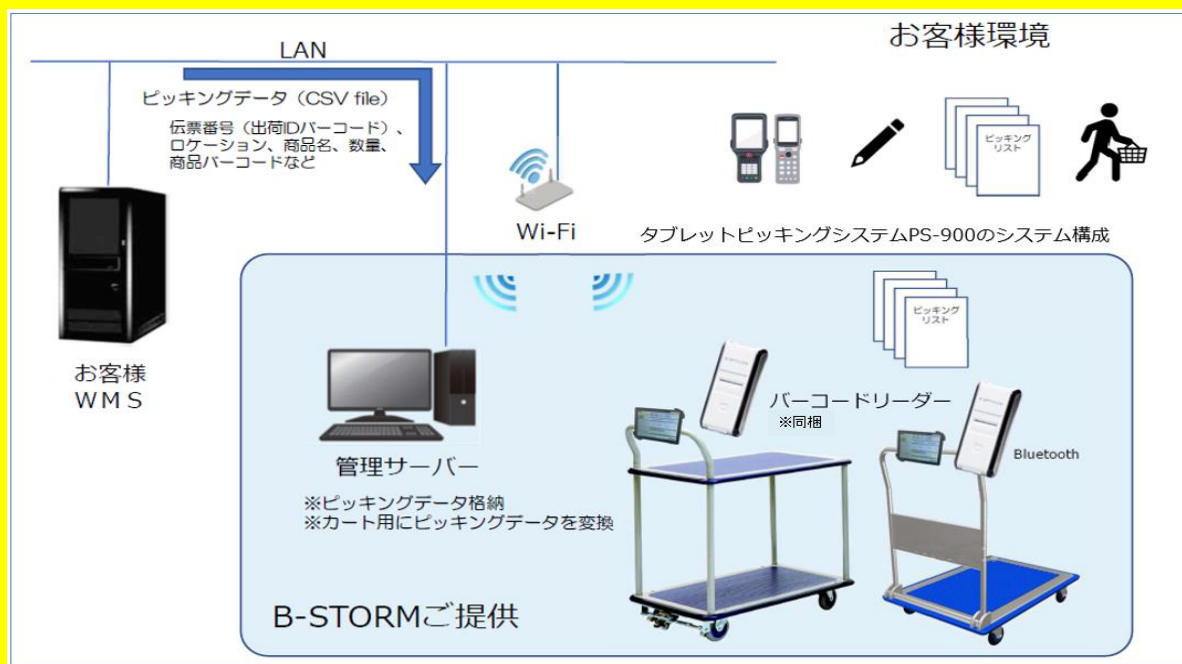 お客様環境
LAN
ピッキングデータ（CSV file）
伝票番号（出荷IDバーコード）、
ロケーション、商品名、数量、
商品バーコードなど
ピッキング
リスト
Wi-Fi
タブレットピッキングシステムPS-900のシステム構成
お客様
ＷＭＳ
ピッキング
リスト
バーコードリーダー
※同梱
Bluetooth
管理サーバー
※ピッキングデータ格納
※カート用にピッキングデータを変換
B-STORMご提供